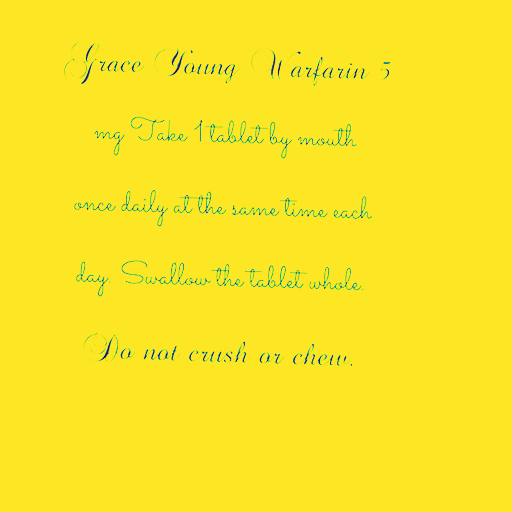 Grace Young Warfarin 5
mg Take 1 tablet by mouth
once daily at the same time each
day. Swallow the tablet whole.
Do not crush or chew.